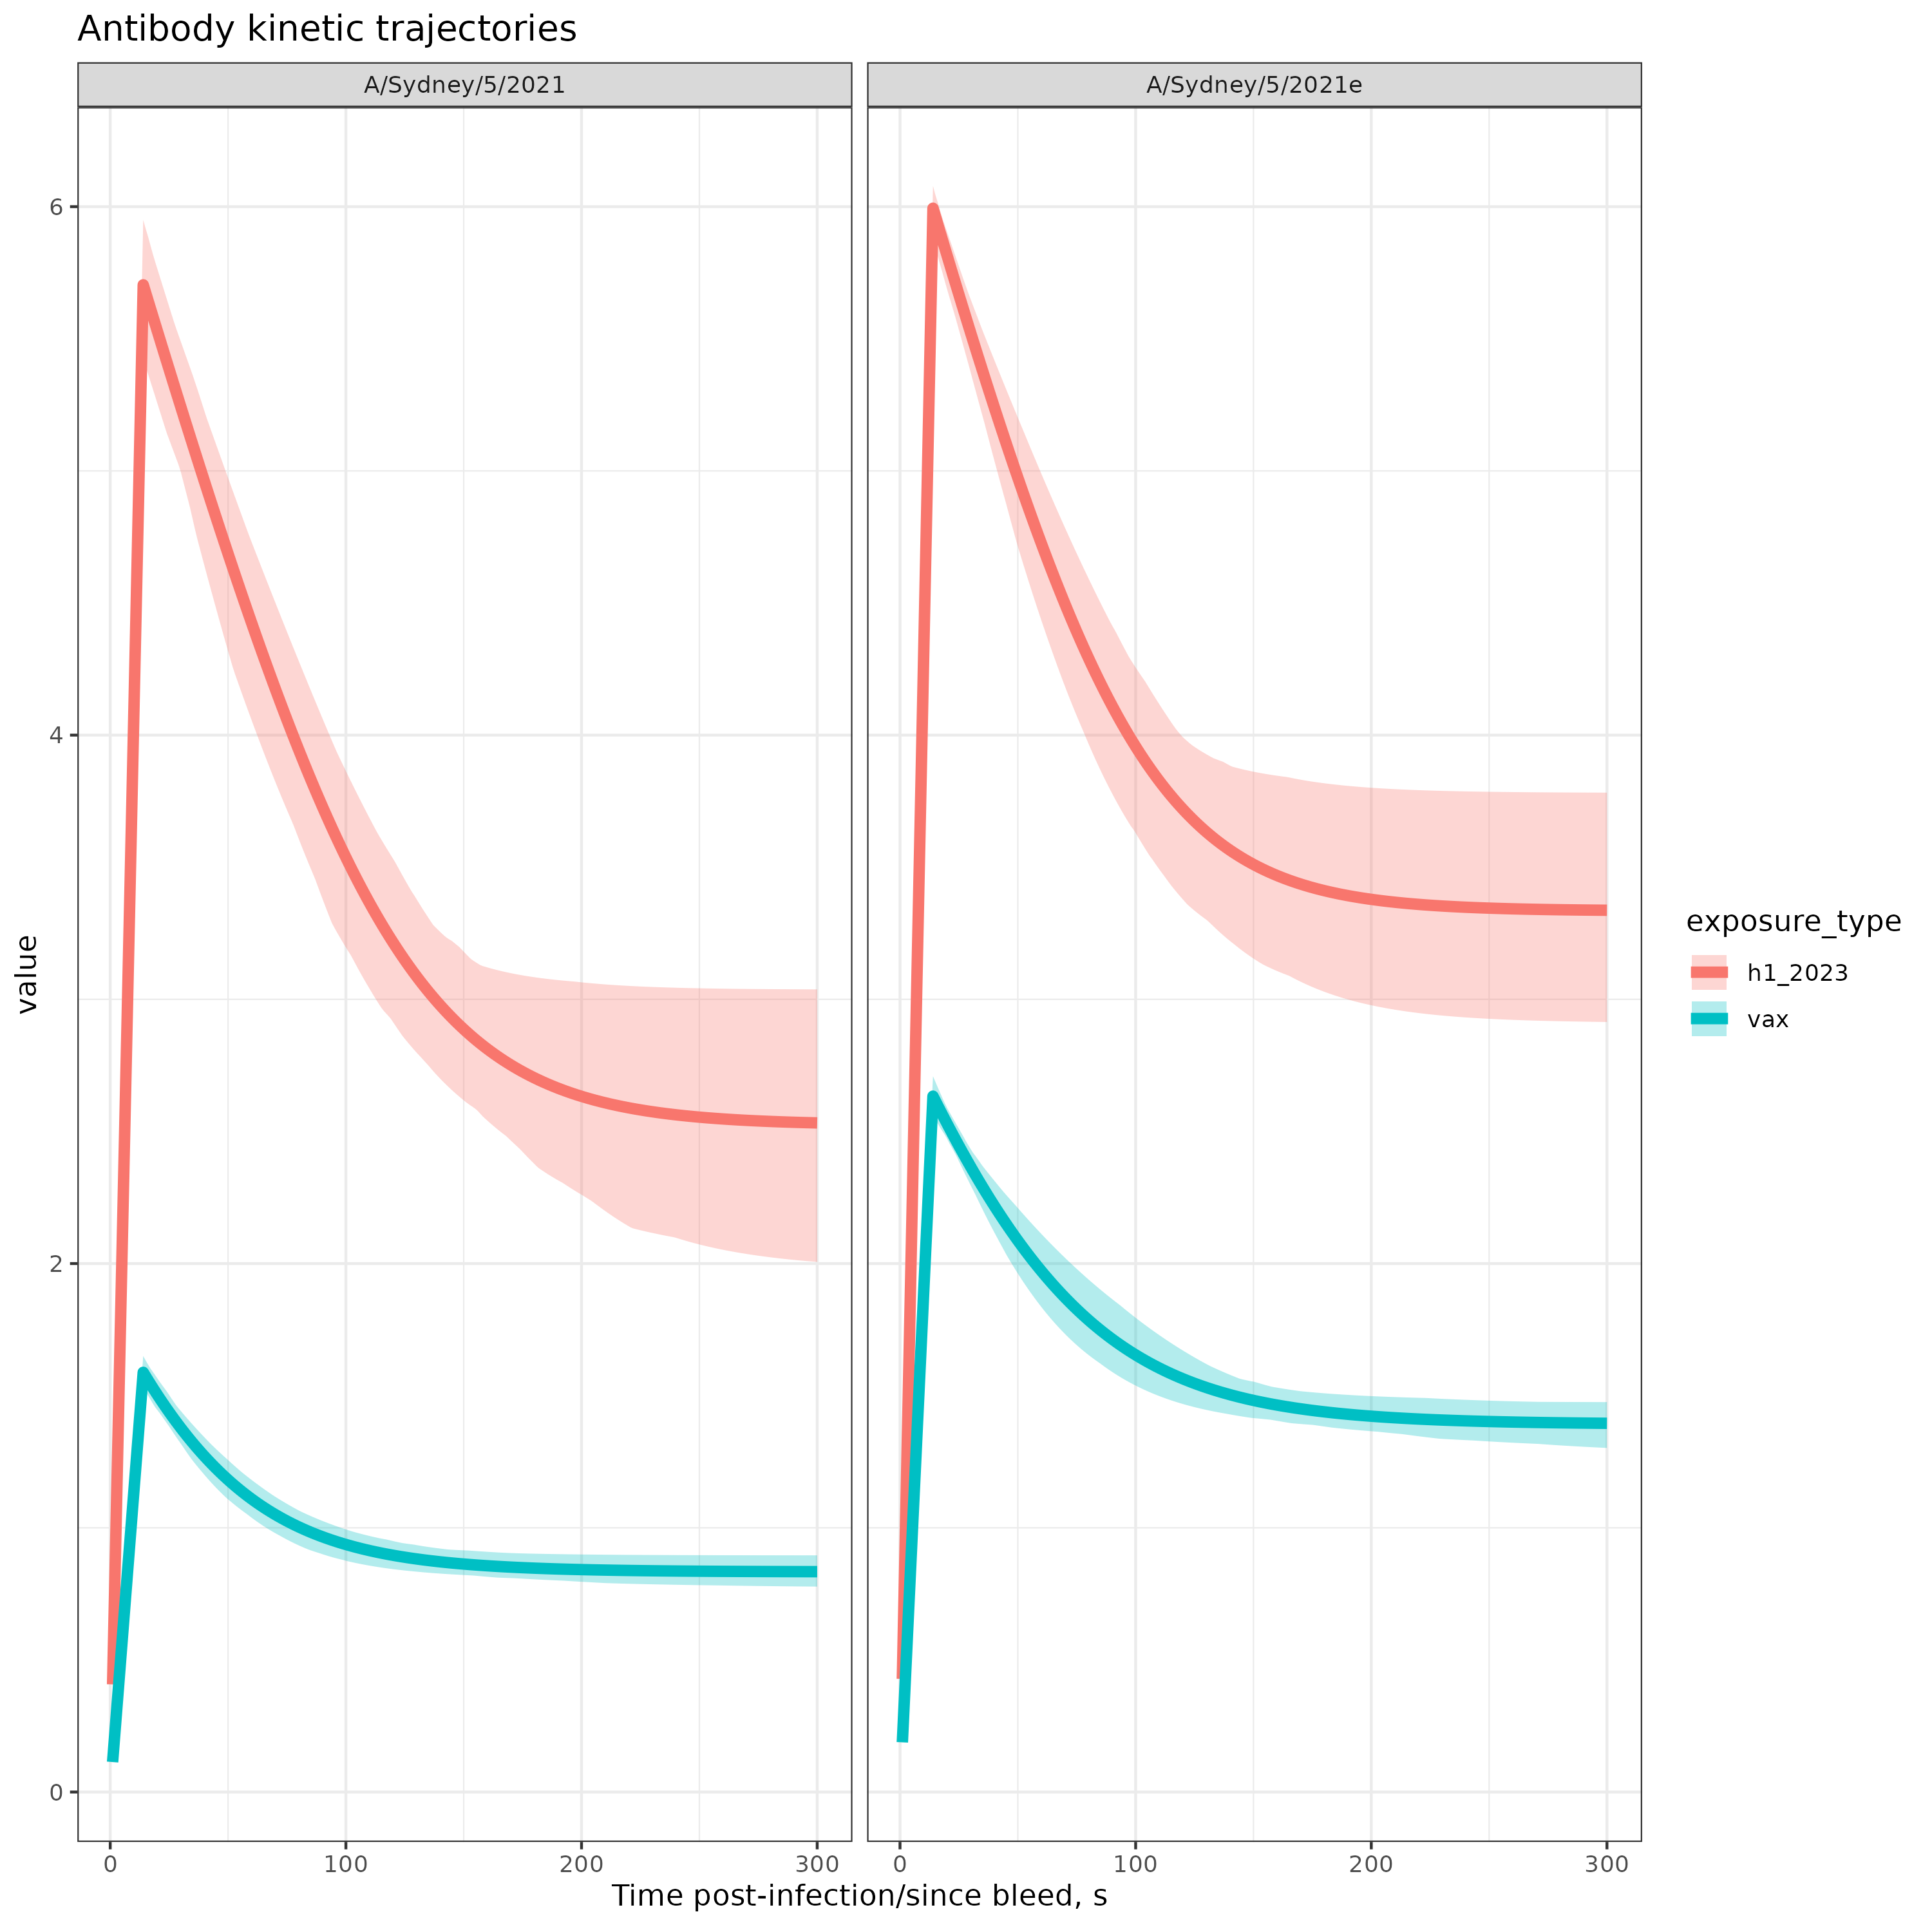 Antibody kinetic trajectories
A/Sydney/5/2021
A/Sydney/5/2021e
6
4
2
0
value
0
100
200
300
0
100
200
300
Time post-infection/since bleed, s
exposure_type
h1_2023
vax